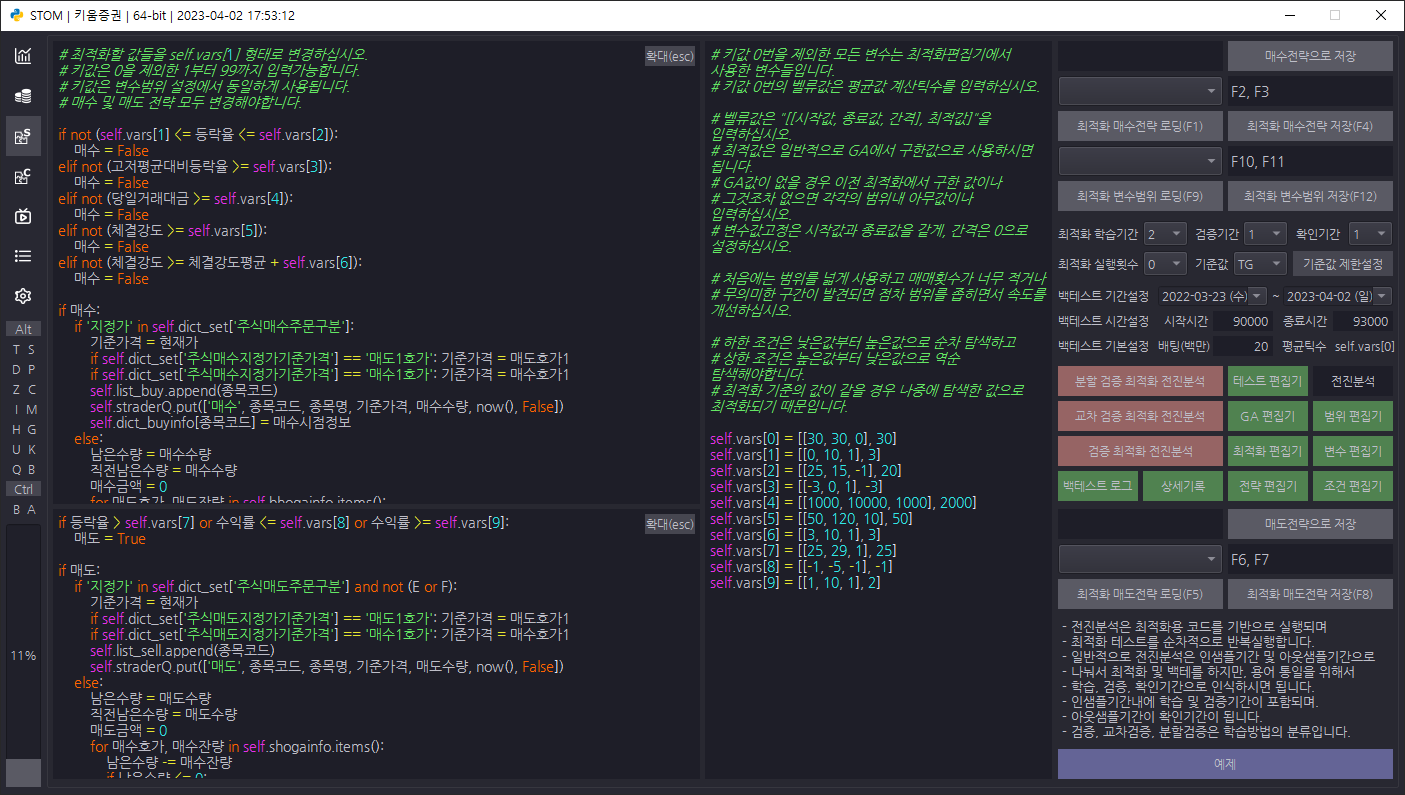 STOM | 키움증권 | 64-bit | 2023-04-02 17:53:12
Alt
T S
D P
Z C
I M
H G
U K
Q B
Ctrl
B A
11%
# 최적화할 값들을 self.vars[1] 형태로 변경하십시오.
# 키값은 0을 제외한 1부터 99까지 입력가능합니다.
# 키값은 변수범위 설정에서 동일하게 사용됩니다.
# 매수 및 매도 전략 모두 변경해야합니다.
확대(esc)
if not (self.vars[1] <= 등락율 <= self.vars[2]):
매수 = False
elif not (고저평균대비등락율 >= self.vars[3]):
매수 = False
elif not (당일거래대금 >= self.vars[4]):
매수 = False
elif not (체결강도 >= self.vars[5]):
매수 = False
elif not (체결강도 >= 체결강도평균 + self.vars[6]):
매수 = False
if 매수:
if '지정가' in self.dict_set['주식매수주문구분']:
기준가격 = 현재가
if self.dict_set['주식매수지정가기준가격'] == '매도1호가': 기준가격 = 매도호가1
if self.dict_set['주식매수지정가기준가격'] == '매수1호가': 기준가격 = 매수호가1
self.list_buy.append(종목코드)
self.straderQ.put(['매수', 종목코드, 종목명, 기준가격, 매수수량, now(), False])
self.dict_buyinfo[종목코드] = 매수시점정보
else:
남은수량 = 매수수량
직전남은수량 = 매수수량
매수금액 = 0
for 매도호가, 매도잔량 in self.bhogainfo.items():
if 등락율 > self.vars[7] or 수익률 <= self.vars[8] or 수익률 >= self.vars[9]:
매도 = True
확대(esc)
if 매도:
if '지정가' in self.dict_set['주식매도주문구분'] and not (E or F):
기준가격 = 현재가
if self.dict_set['주식매도지정가기준가격'] == '매도1호가': 기준가격 = 매도호가1
if self.dict_set['주식매도지정가기준가격'] == '매수1호가': 기준가격 = 매수호가1
self.list_sell.append(종목코드)
self.straderQ.put(['매도', 종목코드, 종목명, 기준가격, 매도수량, now(), False])
else:
남은수량 = 매도수량
직전남은수량 = 매도수량
매도금액 = 0
for 매수호가, 매수잔량 in self.shogainfo.items():
남은수량 -= 매수잔량
if 남은수량 <= 0:
# 키값 0번을 제외한 모든 변수는 최적화편집기에서
사용한 변수들입니다.
# 키값 0번의 벨류값은 평균값 계산틱수를 입력하십시오.
# 벨류값은 "[[시작값, 종료값, 간격], 최적값]"을
입력하십시오.
# 최적값은 일반적으로 GA에서 구한값으로 사용하시면
됩니다.
# GA값이 없을 경우 이전 최적화에서 구한 값이나
# 그것조차 없으면 각각의 범위내 아무값이나
입력하십시오.
# 변수값고정은 시작값과 종료값을 같게, 간격은 0으로
설정하십시오.
# 처음에는 범위를 넓게 사용하고 매매횟수가 너무 적거나
# 무의미한 구간이 발견되면 점차 범위를 좁히면서 속도를
개선하십시오.
# 하한 조건은 낮은값부터 높은값으로 순차 탐색하고
# 상한 조건은 높은값부터 낮은값으로 역순
탐색해야합니다.
# 최적화 기준의 값이 같을 경우 나중에 탐색한 값으로
최적화되기 때문입니다.
self.vars[0] = [[30, 30, 0], 30]
self.vars[1] = [[0, 10, 1], 3]
self.vars[2] = [[25, 15, -1], 20]
self.vars[3] = [[-3, 0, 1], -3]
self.vars[4] = [[1000, 10000, 1000], 2000]
self.vars[5] = [[50, 120, 10], 50]
self.vars[6] = [[3, 10, 1], 3]
self.vars[7] = [[25, 29, 1], 25]
self.vars[8] = [[-1, -5, -1], -1]
self.vars[9] = [[1, 10, 1], 2]
매수전략으로 저장
F2, F3
최적화 매수전략 로딩(F1) 최적화 매수전략 저장(F4)
F10, F11
최적화 변수범위 로딩(F9) 최적화 변수범위 저장(F12)
최적화 학습기간 2 검증기간 1 확인기간 1
최적화 실행횟수 0 기준값 TG 기준값 제한설정
백테스트 기간설정 2022-03-23 (수) ~ 2023-04-02 (일)
백테스트 시간설정 시작시간 90000 종료시간 93000
백테스트 기본설정 배팅(백만) 20 평균틱수 self.vars[0]
분할 검증 최적화 전진분석 테스트 편집기 전진분석
교차 검증 최적화 전진분석 GA 편집기 범위 편집기
검증 최적화 전진분석 최적화 편집기 변수 편집기
백테스트 로그 상세기록 전략 편집기 조건 편집기
매도전략으로 저장
F6, F7
최적화 매도전략 로딩(F5) 최적화 매도전략 저장(F8)
- 전진분석은 최적화용 코드를 기반으로 실행되며
- 최적화 테스트를 순차적으로 반복실행합니다.
- 일반적으로 전진분석은 인샘플기간 및 아웃샘플기간으로
- 나눠서 최적화 및 백테를 하지만, 용어 통일을 위해서
- 학습, 검증, 확인기간으로 인식하시면 됩니다.
- 인샘플기간내에 학습 및 검증기간이 포함되며.
- 아웃샘플기간이 확인기간이 됩니다.
- 검증, 교차검증, 분할검증은 학습방법의 분류입니다.
예제